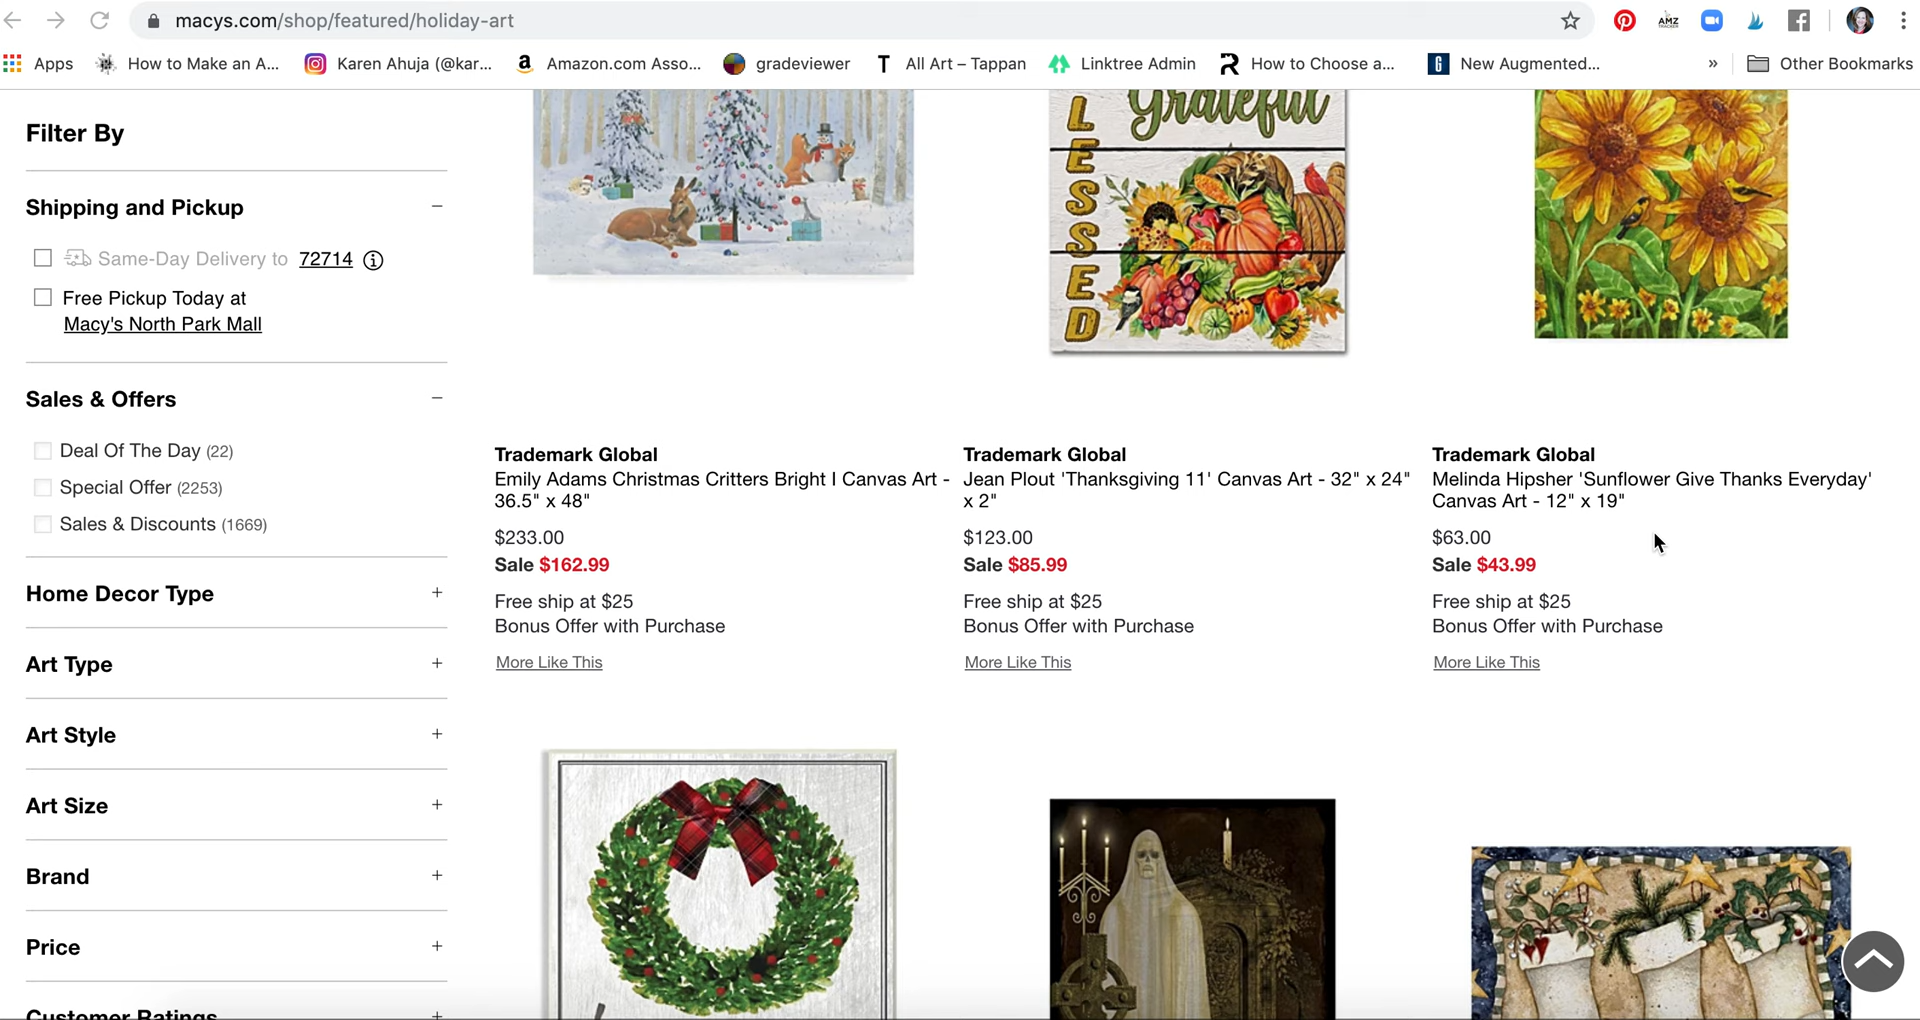 macys.com/shop/featured/holiday-art
AMZ
Apps
How to Make an A...
Karen Ahuja (@kar...
Amazon.com Asso...
gradeviewer
All Art – Tappan
Linktree Admin
How to Choose a...
New Augmented...
»
Other Bookmarks
Filter By
Shipping and Pickup
Same-Day Delivery to 72714
Free Pickup Today at
Macy's North Park Mall
Sales & Offers
Deal Of The Day (22)
Special Offer (2253)
Sales & Discounts (1669)
Home Decor Type
Art Type
Art Style
Art Size
Brand
Price
Customer Ratings
Grateful
LESSED
Trademark Global
Emily Adams Christmas Critters Bright I Canvas Art -
36.5" x 48"
$233.00
Sale $162.99
Free ship at $25
Bonus Offer with Purchase
More Like This
Trademark Global
Jean Plout 'Thanksgiving 11' Canvas Art - 32" x 24"
x 2"
$123.00
Sale $85.99
Free ship at $25
Bonus Offer with Purchase
More Like This
Trademark Global
Melinda Hipsher 'Sunflower Give Thanks Everyday'
Canvas Art - 12" x 19"
$63.00
Sale $43.99
Free ship at $25
Bonus Offer with Purchase
More Like This